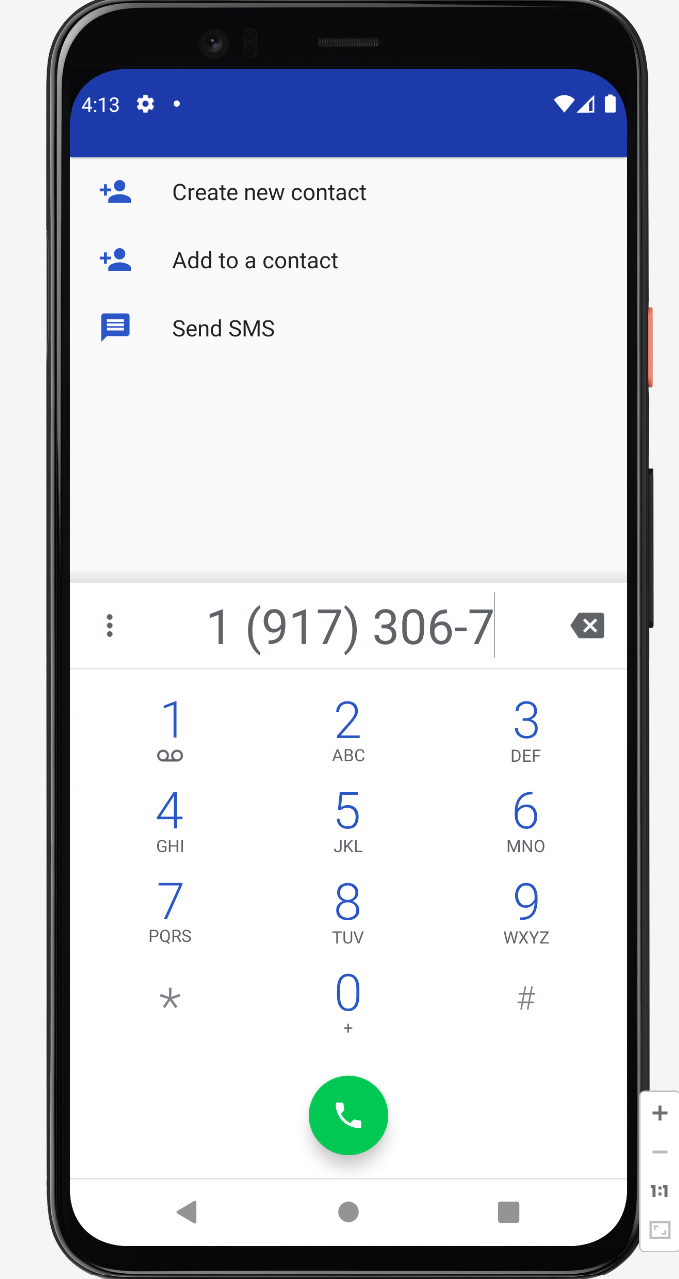 4:13
Create new contact
Add to a contact
Send SMS
1 (917) 306-7
1 2 3
ABC DEF
4 5 6
GHI JKL MNO
7 8 9
PQRS TUV WXYZ
* 0 #
+
+
−
1:1